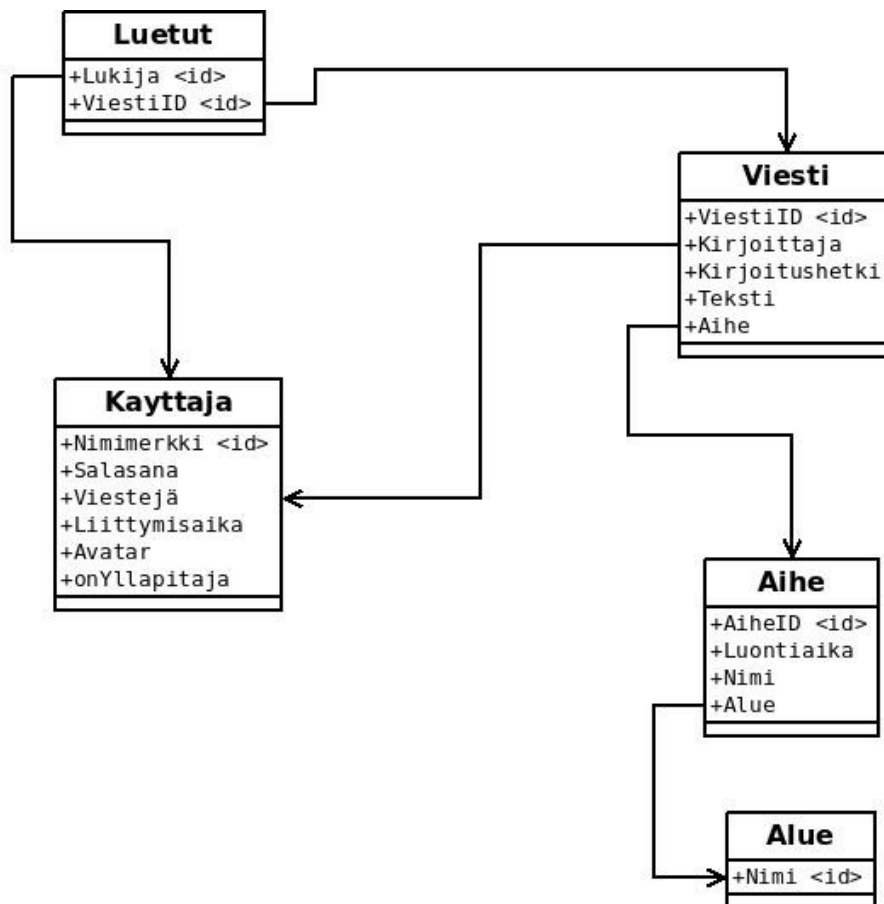 Luetut
+Lukija <id>
+ViestiID <id>
Viesti
+ViestiID <id>
+Kirjoittaja
+Kirjoitushetki
+Teksti
+Aihe
Kayttaja
+Nimimerkki <id>
+Salasana
+Viestejä
+Liittymisaika
+Avatar
+onYllapitaja
Aihe
+AiheID <id>
+Luontiaika
+Nimi
+Alue
Alue
+Nimi <id>